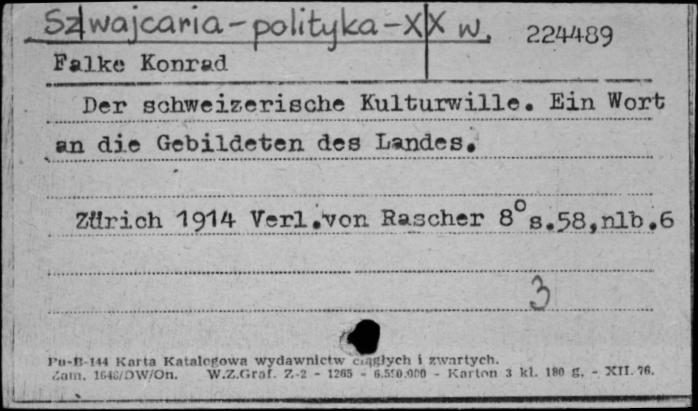 Szwajcaria-polityka-XX w. 224489
Falke Konrad
Der schweizerische Kulturwille. Ein Wort
an die Gebildeten des Landes.
Zürich 1914 Verl.von Rascher 8° s.58,nlb.6
3
Pu-B-144 Karta Katalogowa wydawnictw ciągłych i zwartych.
Zam. 1646/DW/On. W.Z.Graf. Z-2 - 1265 - 6.550.000 - Karton 3 kl. 180 g. - XII. 76.